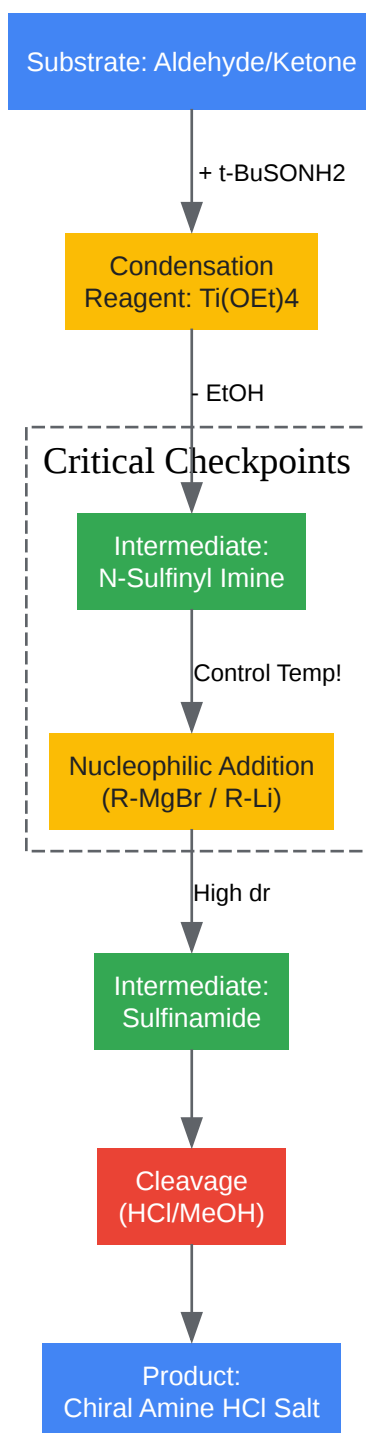 Substrate: Aldehyde/Ketone
+ t-BuSONH2
Condensation
Reagent: Ti(OEt)4
- EtOH
Critical Checkpoints
Intermediate:
N-Sulfinyl Imine
Control Temp!
Nucleophilic Addition
(R-MgBr / R-Li)
High dr
Intermediate:
Sulfinamide
Cleavage
(HCl/MeOH)
Product:
Chiral Amine HCl Salt